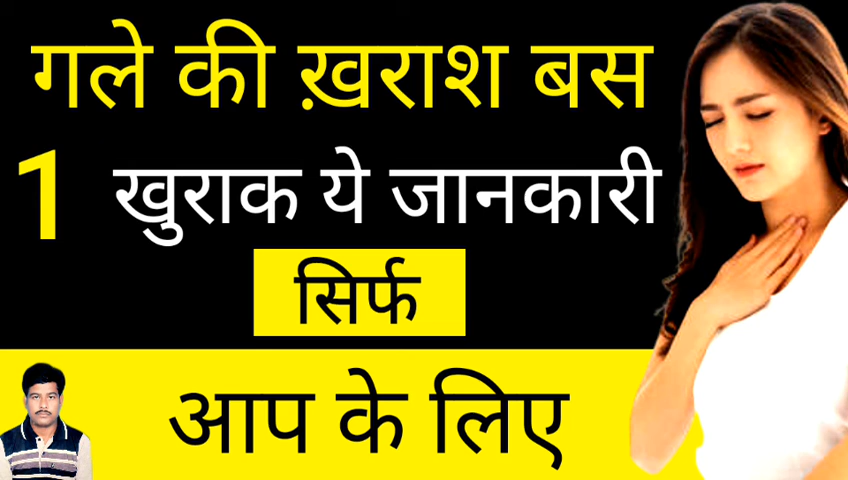 गले की ख़राश बस
1 खुराक ये जानकारी
सिर्फ
आप के लिए